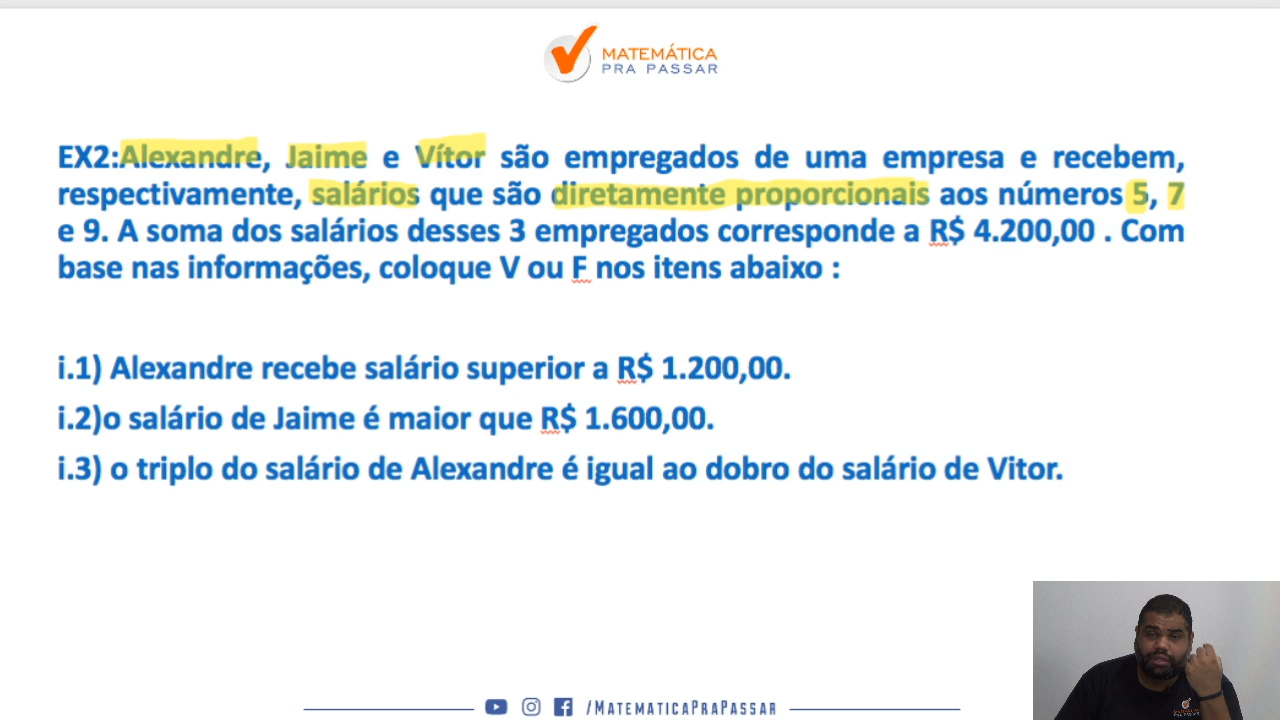 MATEMÁTICA
PRA PASSAR
EX2:Alexandre, Jaime e Vítor são empregados de uma empresa e recebem,
respectivamente, salários que são diretamente proporcionais aos números 5, 7
e 9. A soma dos salários desses 3 empregados corresponde a R$ 4.200,00 . Com
base nas informações, coloque V ou F nos itens abaixo :
i.1) Alexandre recebe salário superior a R$ 1.200,00.
i.2)o salário de Jaime é maior que R$ 1.600,00.
i.3) o triplo do salário de Alexandre é igual ao dobro do salário de Vitor.
/MATEMATICAPRAPASSAR